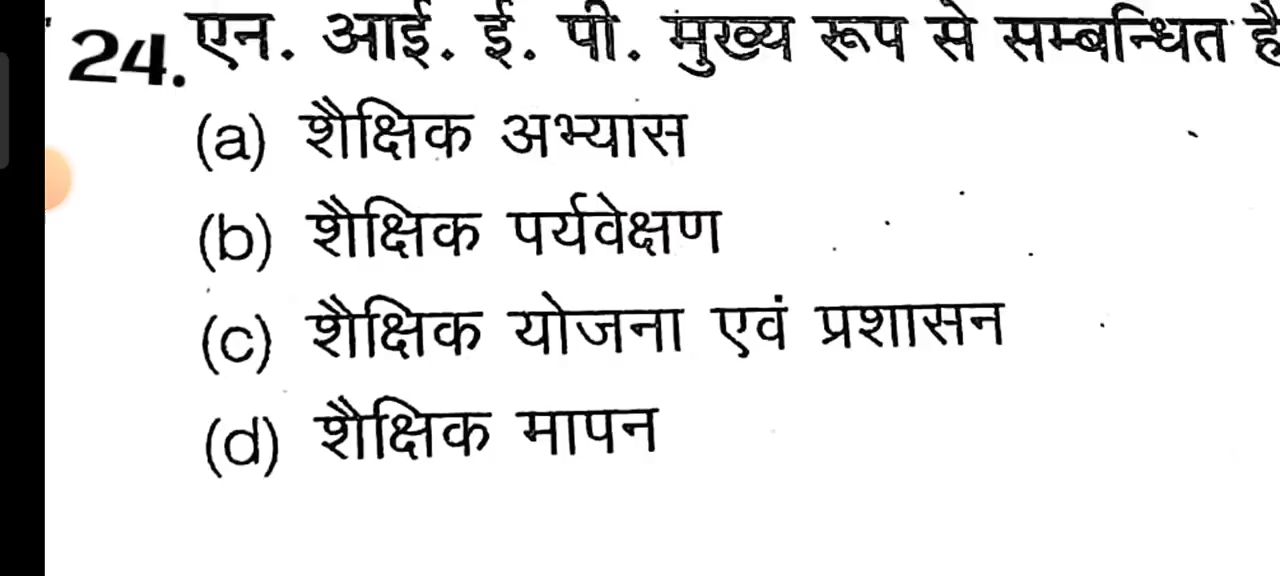 24. एन. आई. ई. पी. मुख्य रूप से सम्बन्धित है
(a) शैक्षिक अभ्यास
(b) शैक्षिक पर्यवेक्षण
(c) शैक्षिक योजना एवं प्रशासन
(d) शैक्षिक मापन